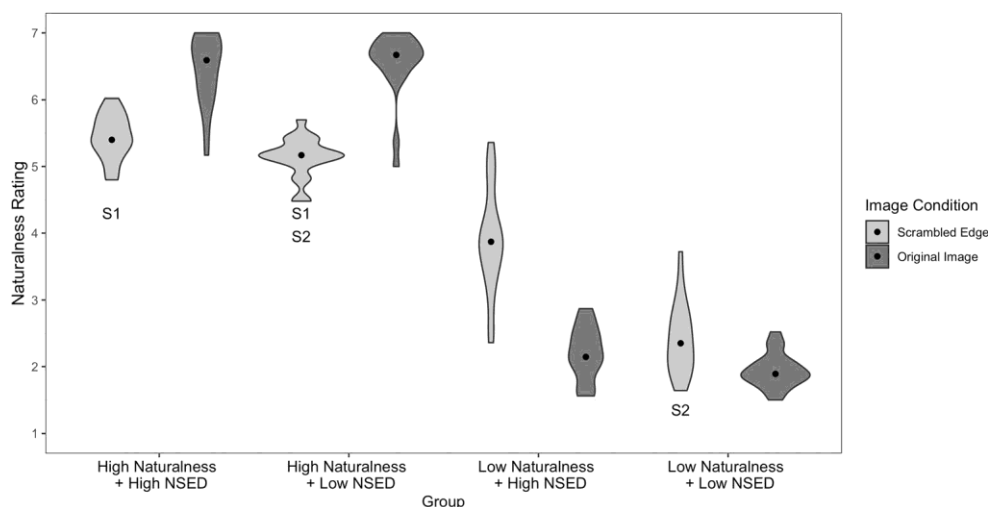 7
6
5
4
3
2
1
Naturalness Rating
S1
S1
S2
S2
High Naturalness
+ High NSED
High Naturalness
+ Low NSED
Low Naturalness
+ High NSED
Low Naturalness
+ Low NSED
Group
Image Condition
Scrambled Edge
Original Image